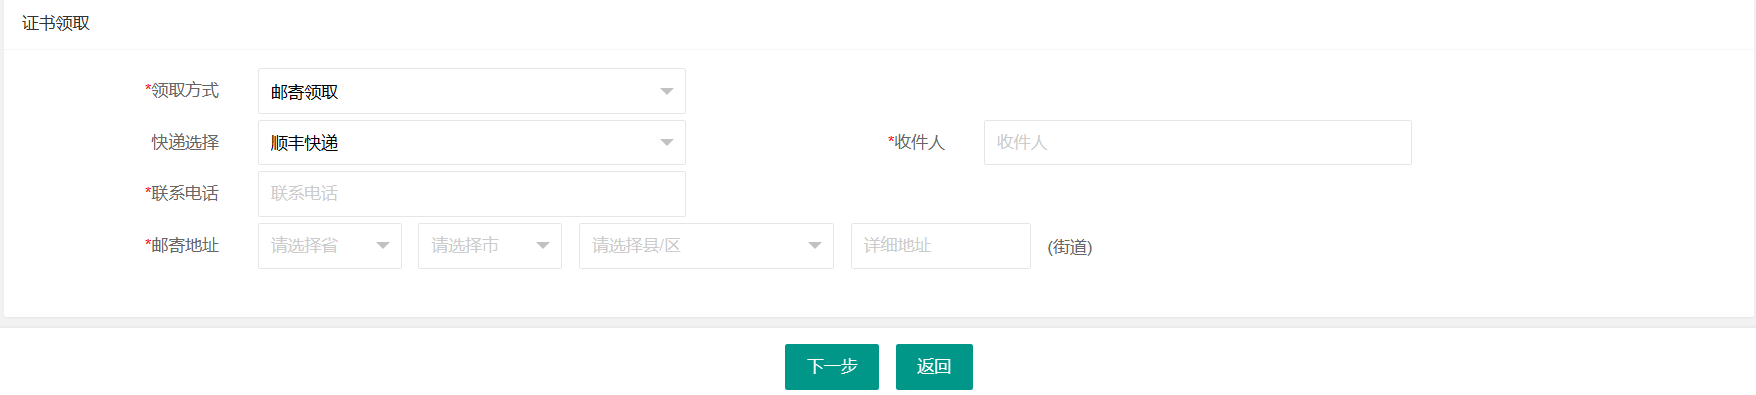 证书领取
*领取方式 邮寄领取
快递选择 顺丰快递 *收件人 收件人
*联系电话 联系电话
*邮寄地址 请选择省 请选择市 请选择县/区 详细地址 (街道)
下一步 返回